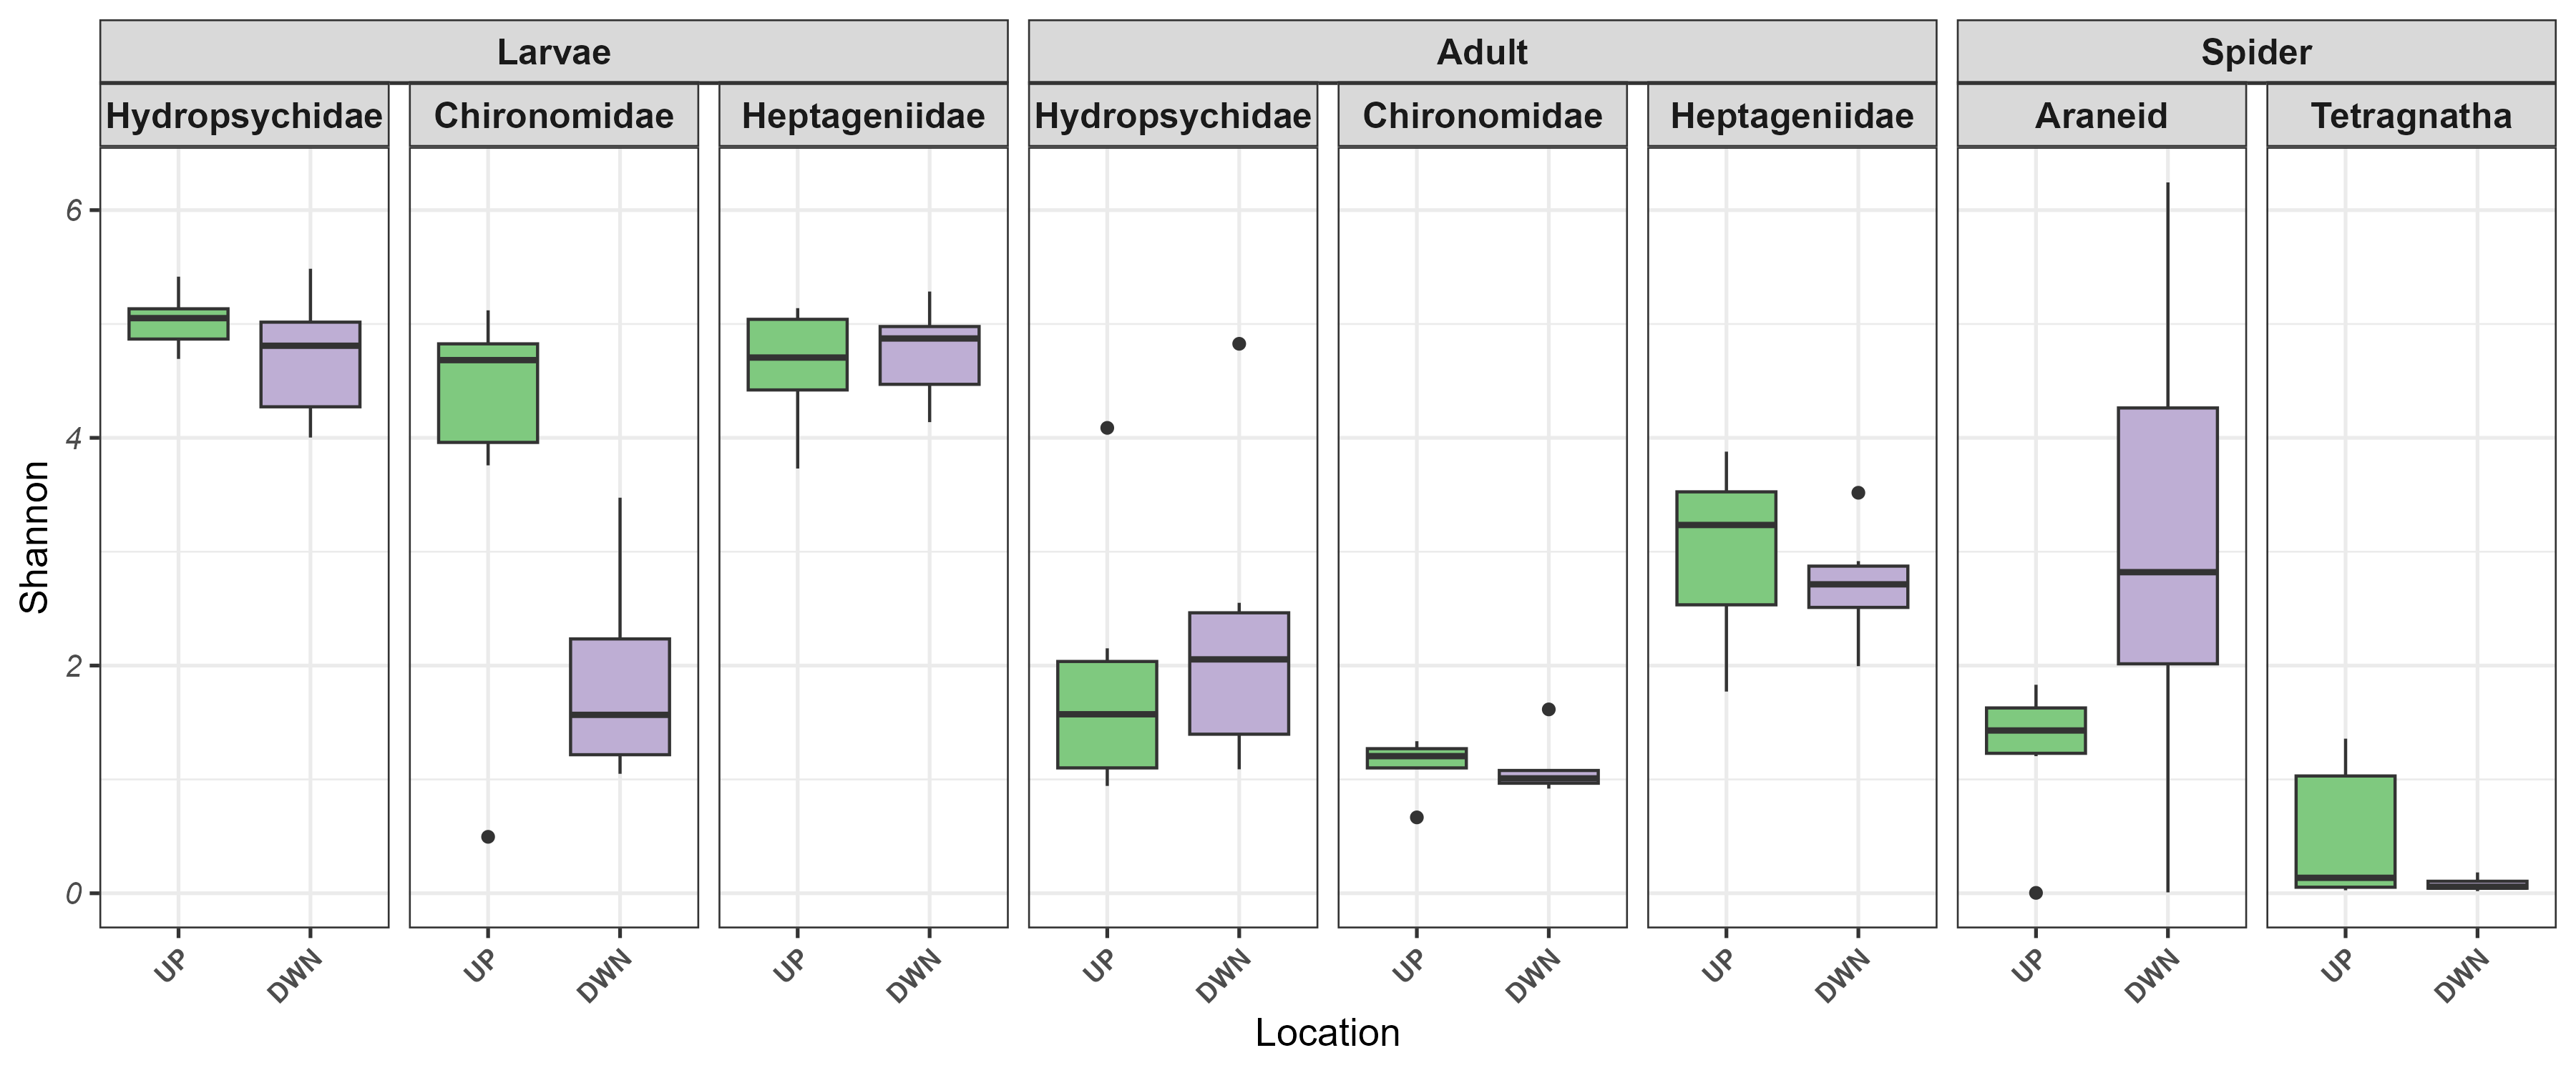 Larvae Adult Spider
Hydropsychidae Chironomidae Heptageniidae Hydropsychidae Chironomidae Heptageniidae Araneid Tetragnatha
6
4
2
0
Shannon
UP DWN UP DWN UP DWN UP DWN UP DWN UP DWN UP DWN UP DWN
Location